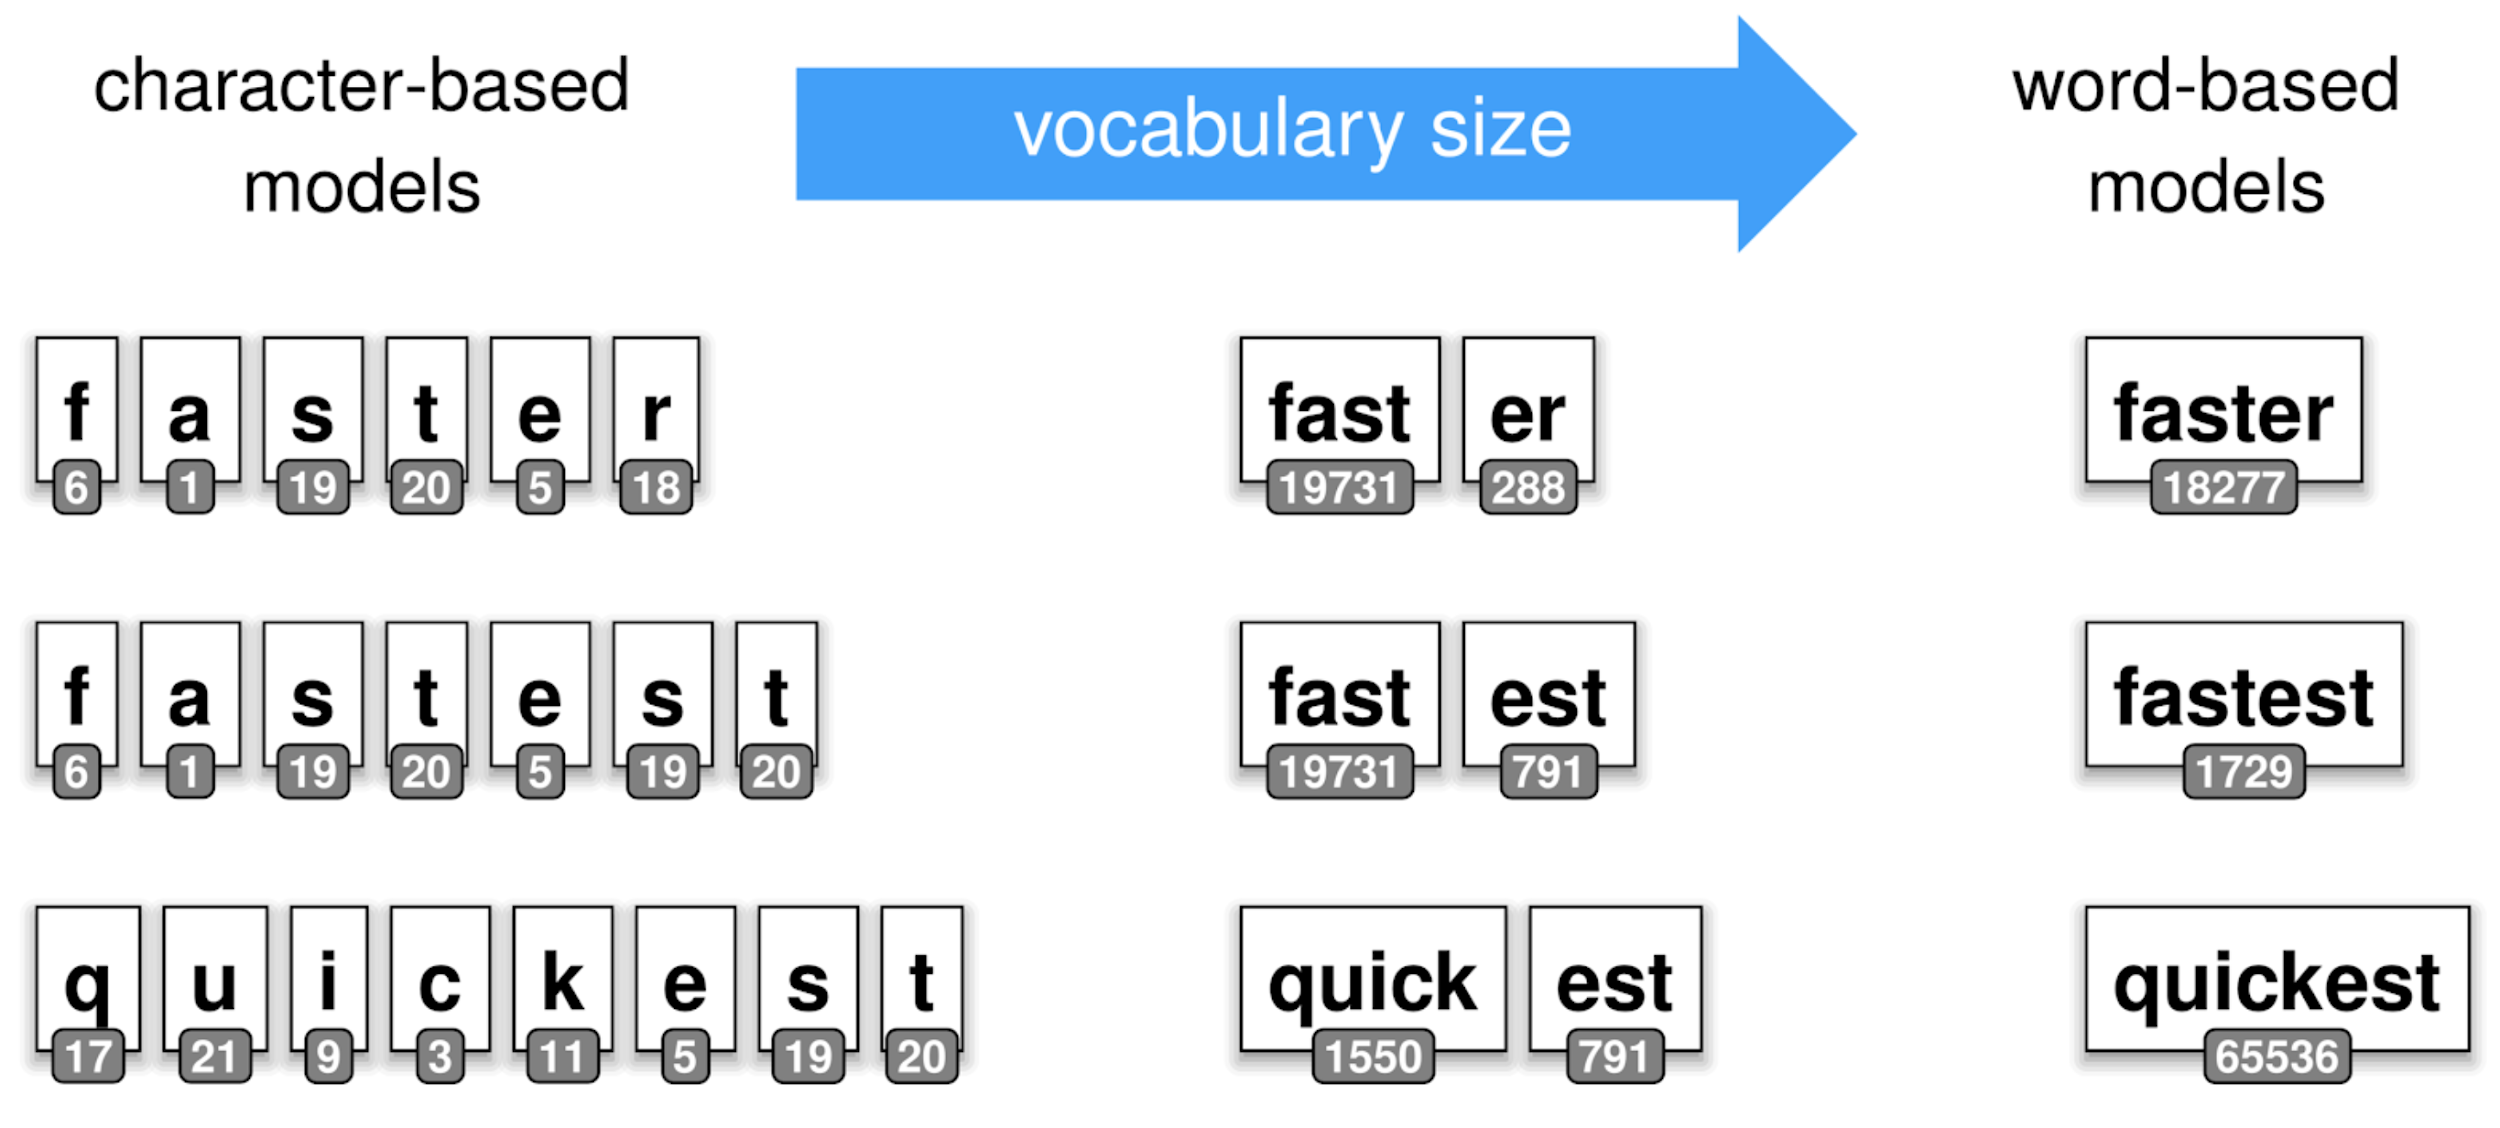 character-based
models
vocabulary size
word-based
models
f a s t e r
6 1 19 20 5 18
fast er
19731 288
faster
18277
f a s t e s t
6 1 19 20 5 19 20
fast est
19731 791
fastest
1729
q u i c k e s t
17 21 9 3 11 5 19 20
quick est
1550 791
quickest
65536